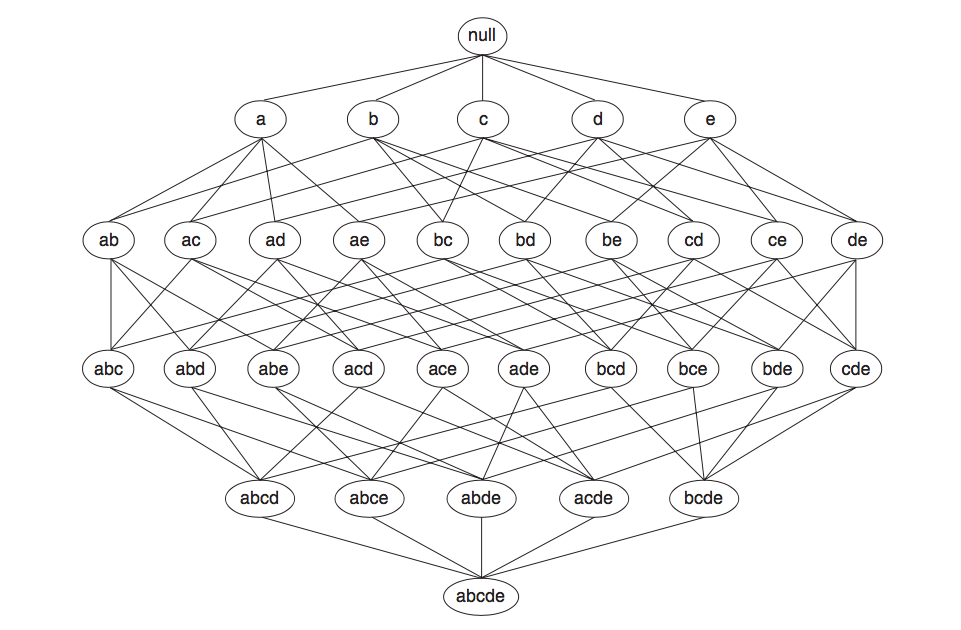 null
a b c d e
ab ac ad ae bc bd be cd ce de
abc abd abe acd ace ade bcd bce bde cde
abcd abce abde acde bcde
abcde